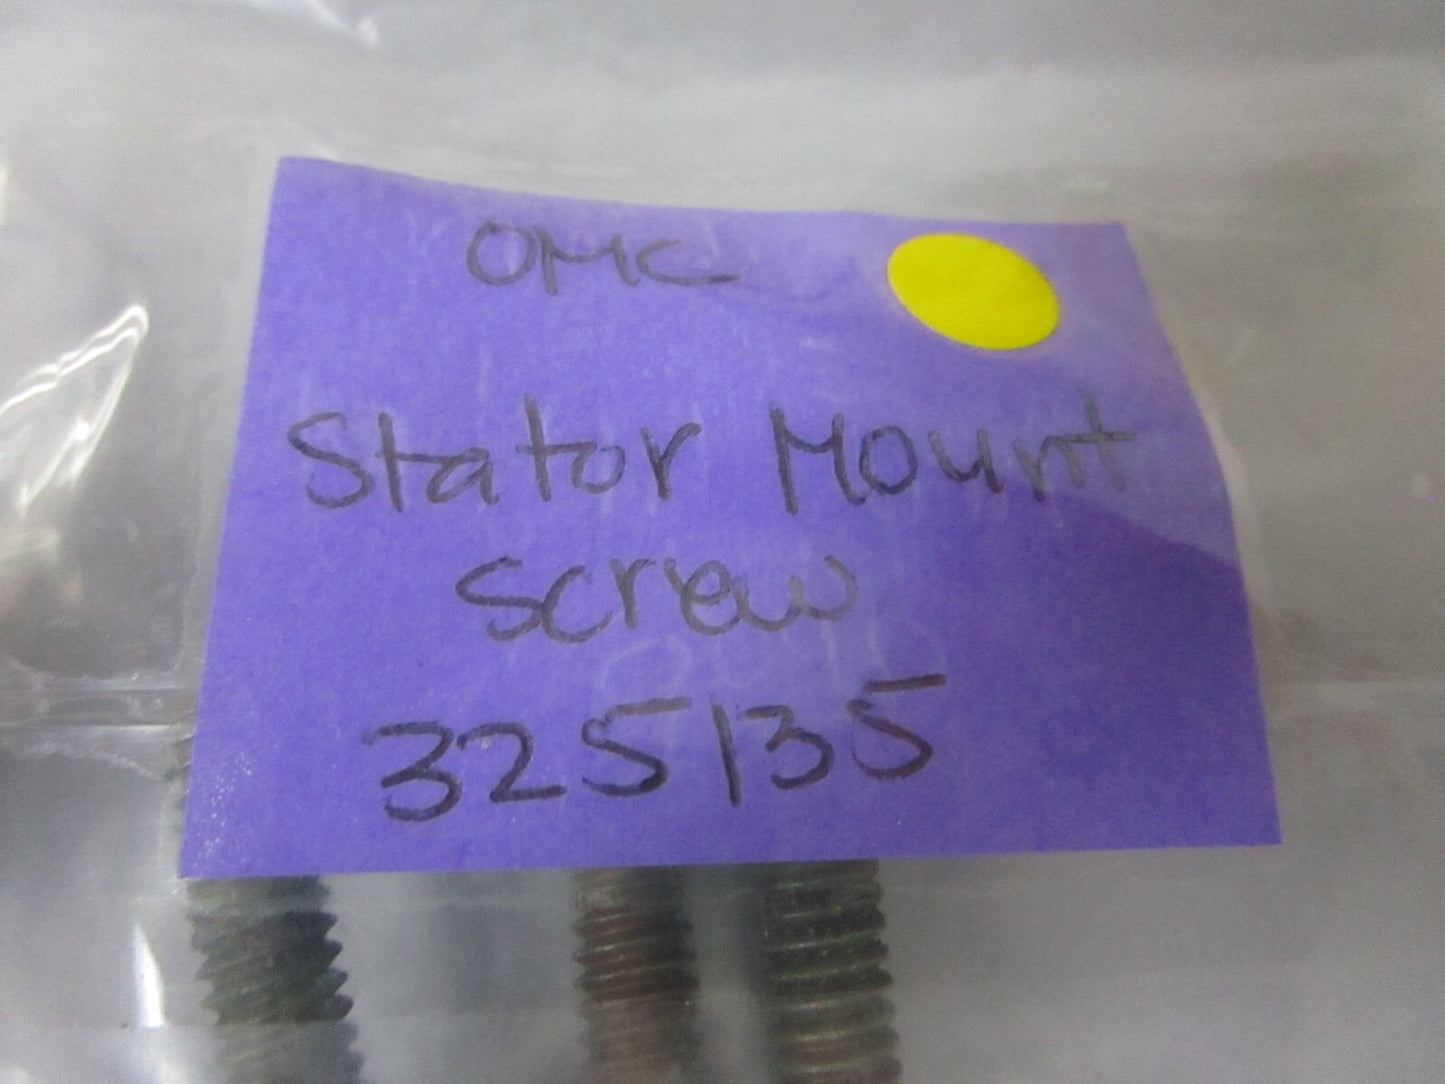 OMC
Stator Mount
Screw
325135